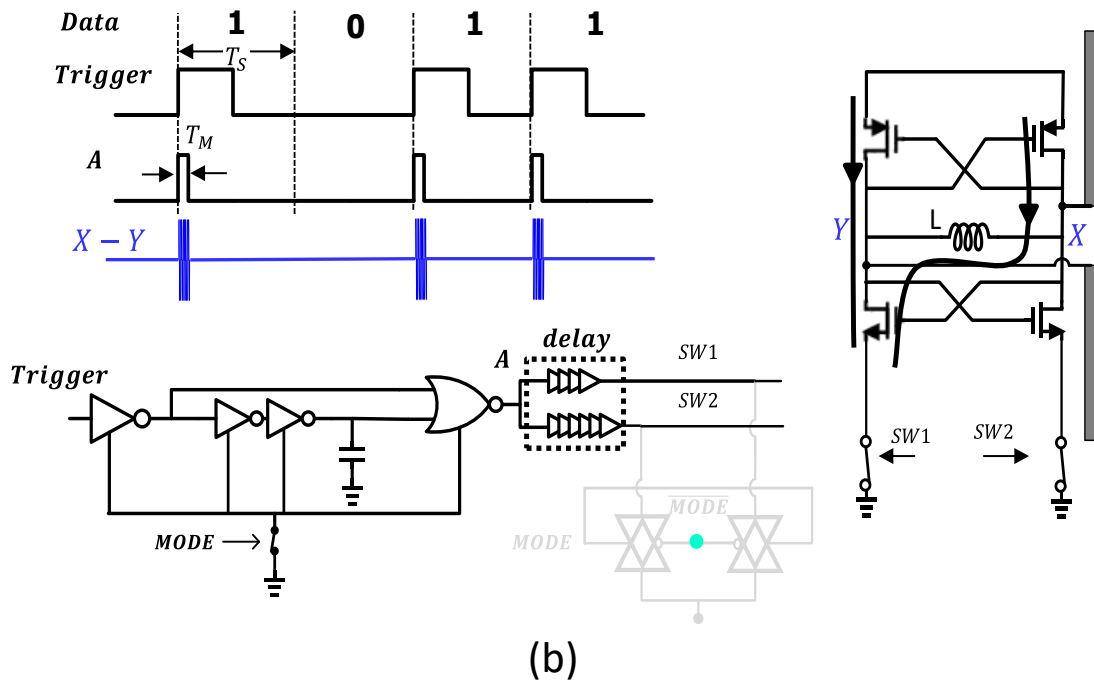 Data 1 0 1 1
T_S
Trigger
T_M
A
X − Y
Y L X
delay
A SW1
Trigger
SW2
SW1 SW2
MODE
MODE
MODE
(b)